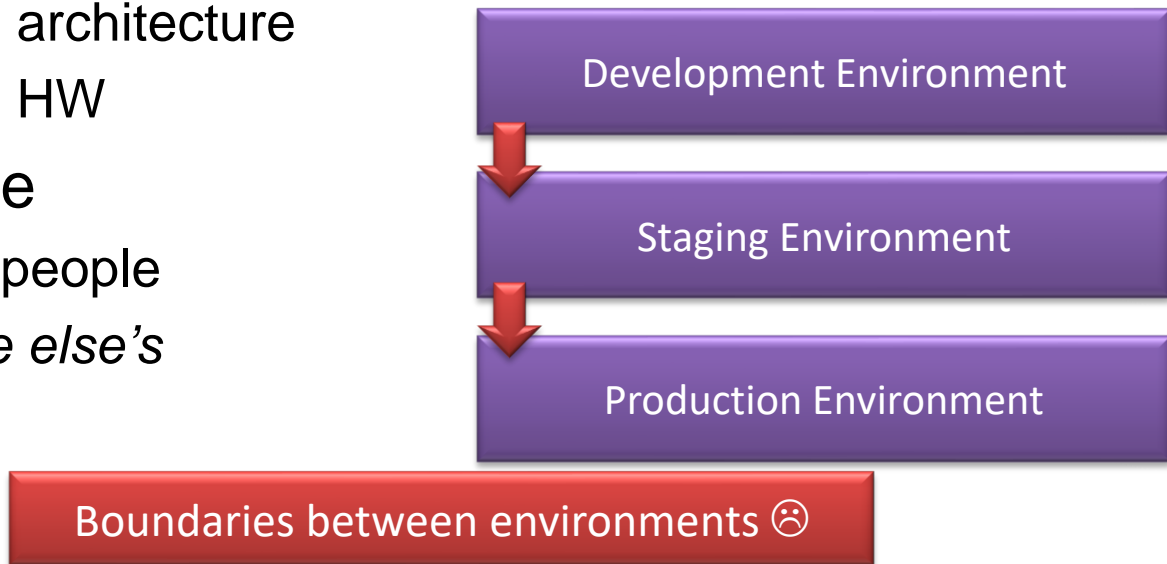 architecture
HW
e
people
e else’s
Development Environment
Staging Environment
Production Environment
Boundaries between environments ☹